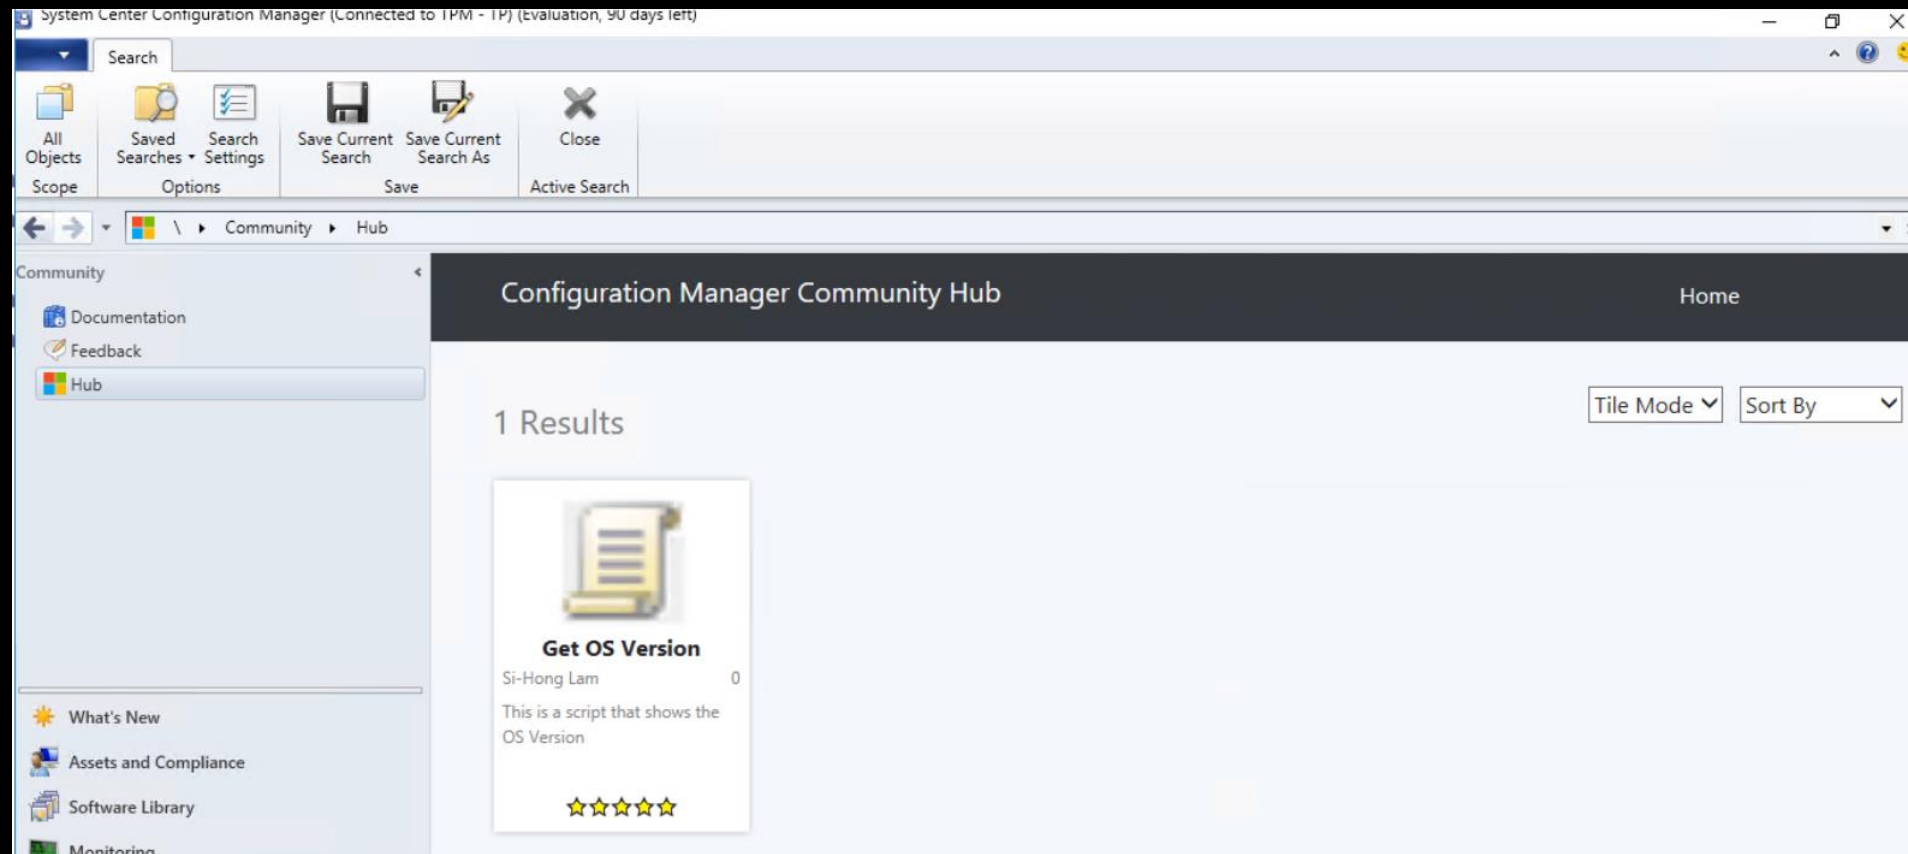 System Center Configuration Manager (Connected to TPM - TP) (Evaluation, 90 days left)
Search
All Objects
Saved Searches
Search Settings
Save Current Search
Save Current Search As
Close
Scope
Options
Save
Active Search
\ Community Hub
Community
Documentation
Feedback
Hub
Configuration Manager Community Hub
Home
1 Results
Tile Mode
Sort By
Get OS Version
Si-Hong Lam 0
This is a script that shows the
OS Version
What's New
Assets and Compliance
Software Library
Monitoring